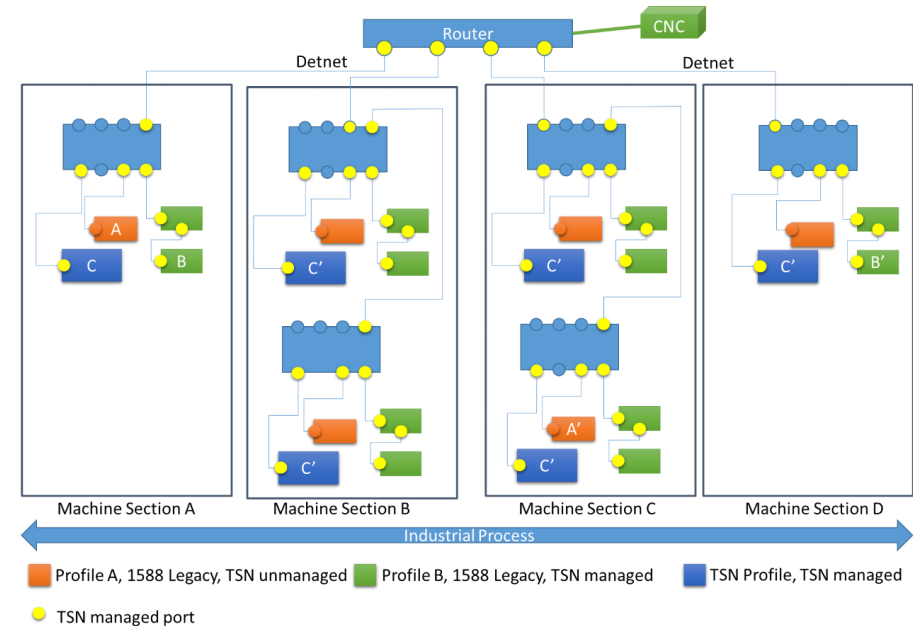 CNC
Router
Detnet
Detnet
A
C
B
C'
C'
C'
B'
C'
A'
C'
Machine Section A
Machine Section B
Machine Section C
Machine Section D
Industrial Process
Profile A, 1588 Legacy, TSN unmanaged
Profile B, 1588 Legacy, TSN managed
TSN Profile, TSN managed
TSN managed port